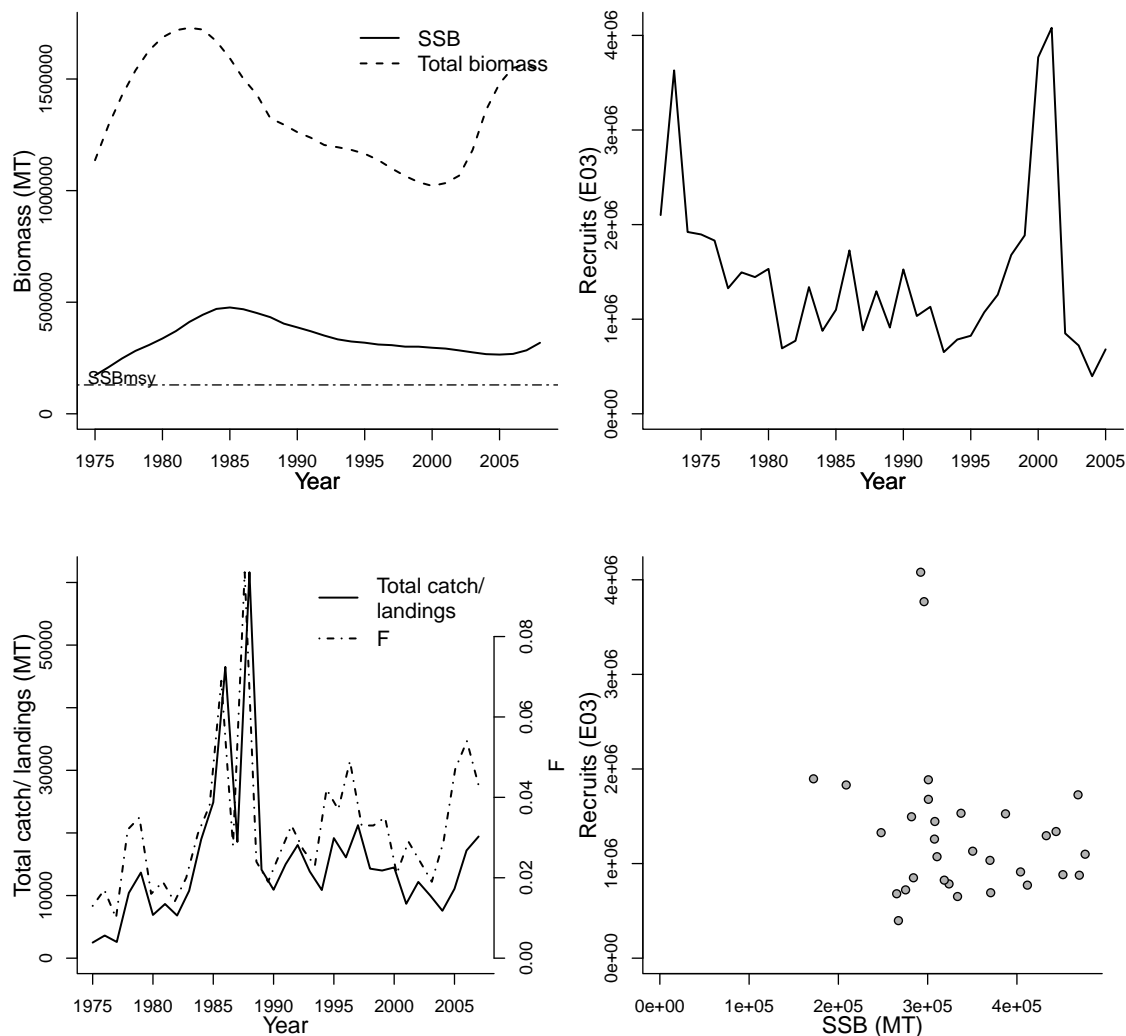 SSB
Total biomass
Biomass (MT)
0
500000
1000000
1500000
SSBmsy
1975
1980
1985
1990
1995
2000
2005
Year
Recruits (E03)
0e+00
1e+06
2e+06
3e+06
4e+06
1975
1980
1985
1990
1995
2000
2005
Year
Total catch/
landings
F
Total catch/ landings (MT)
0
10000
30000
50000
0.00
0.02
0.04
0.06
0.08
F
1975
1980
1985
1990
1995
2000
2005
Year
Recruits (E03)
0e+00
1e+06
2e+06
3e+06
4e+06
0e+00
1e+05
2e+05
3e+05
4e+05
SSB (MT)